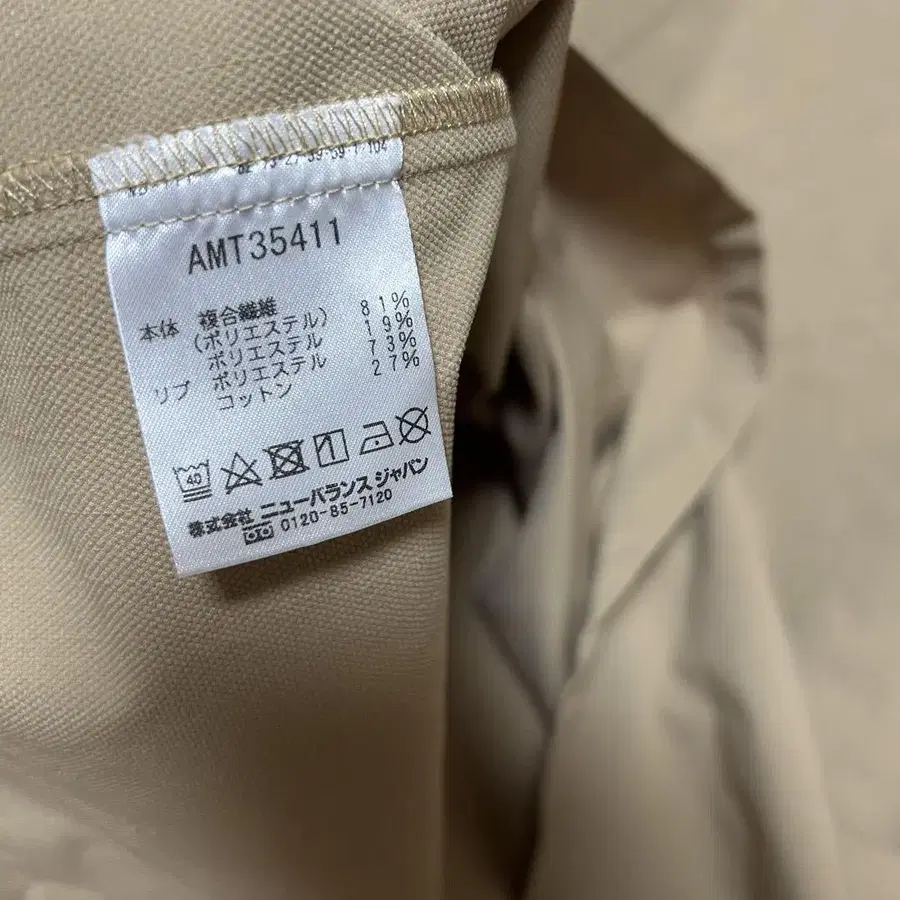 AMT35411
本体 複合繊維 81%
(ポリエステル) 19%
ポリエステル 73%
リブ ポリエステル 27%
コットン
40
株式会社 ニューバランス ジャパン
0120-85-7120